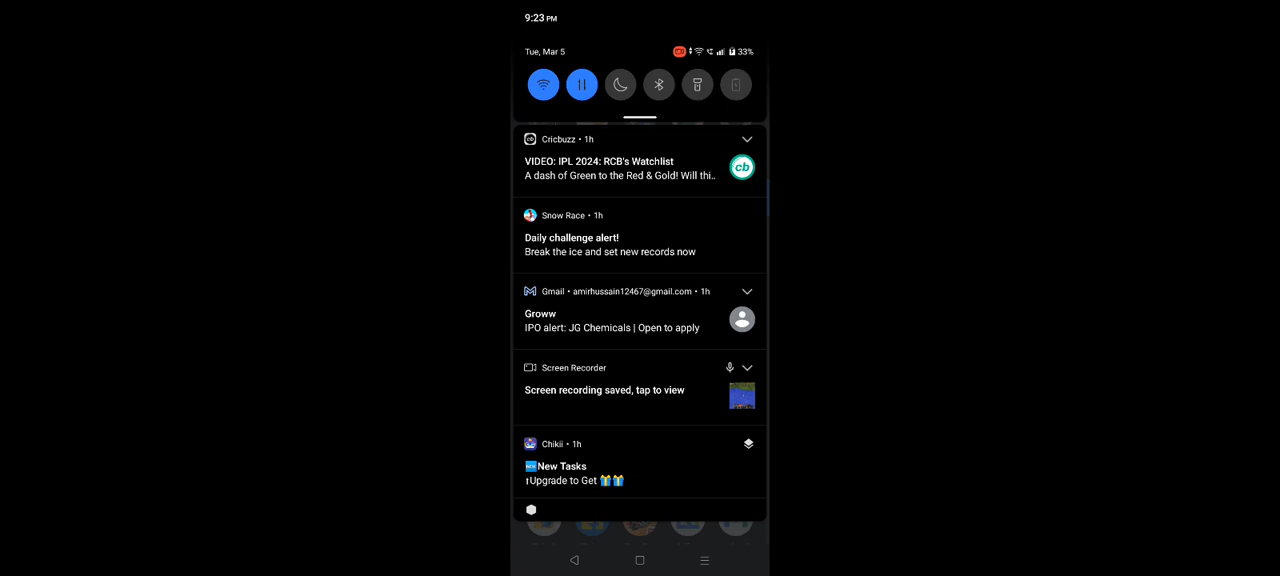 9:23 PM
Tue, Mar 5
33%
Cricbuzz • 1h
VIDEO: IPL 2024: RCB's Watchlist
A dash of Green to the Red & Gold! Will thi..
cb
Snow Race • 1h
Daily challenge alert!
Break the ice and set new records now
Gmail • amirhussain12467@gmail.com • 1h
Groww
IPO alert: JG Chemicals | Open to apply
Screen Recorder
Screen recording saved, tap to view
Chikii • 1h
New Tasks
↑Upgrade to Get 🎁🎁